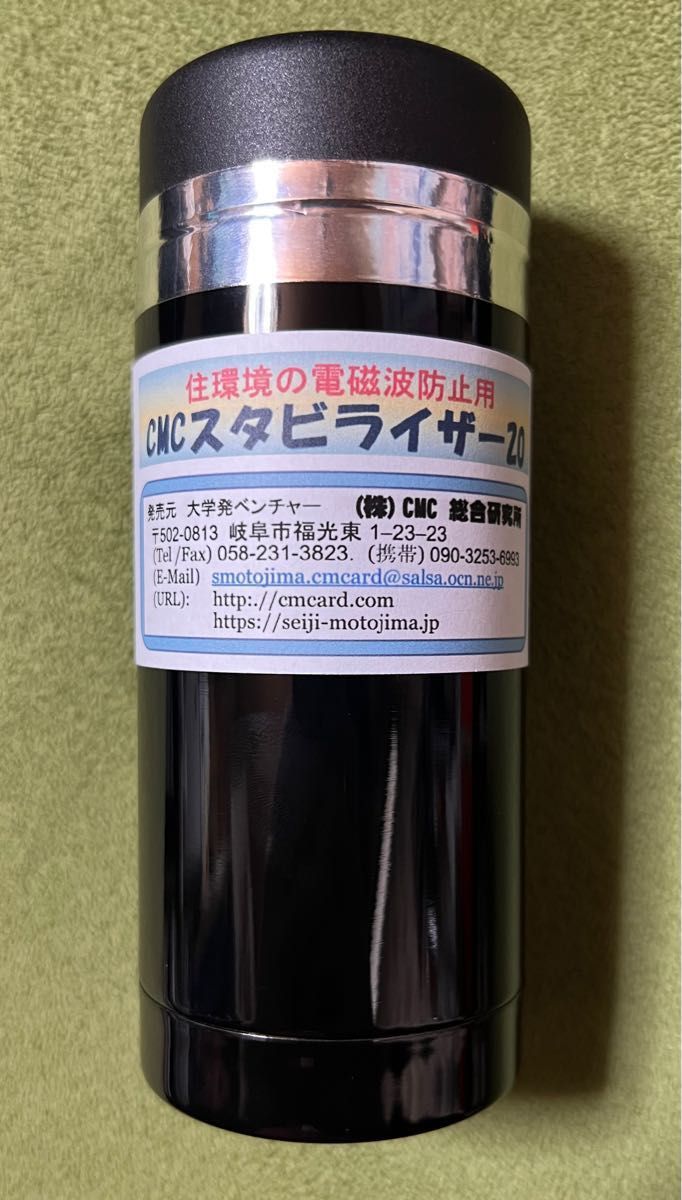 住環境の電磁波防止用
CMCスタビライザー20
発売元 大学発ベンチャー (株) CMC 総合研究所
〒502-0813 岐阜市福光東 1–23–23
(Tel /Fax) 058-231-3823. (携帯) 090-3253-6993
(E-Mail) smotojima.cmcard@salsa.ocn.ne.jp
(URL): http:.//cmcard.com
https://seiji-motojima.jp